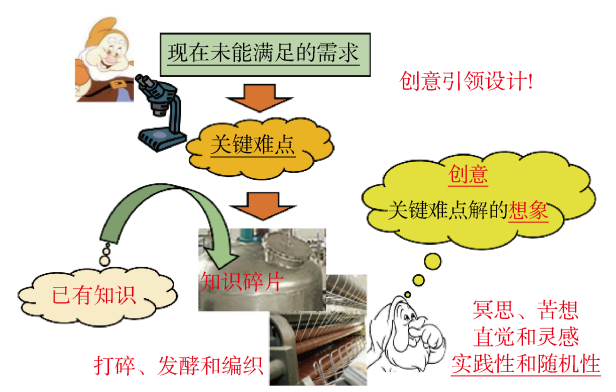 现在未能满足的需求
创意引领设计!
关键难点
创意
关键难点解的想象
已有知识
知识碎片
打碎、发酵和编织
冥思、苦想
直觉和灵感
实践性和随机性